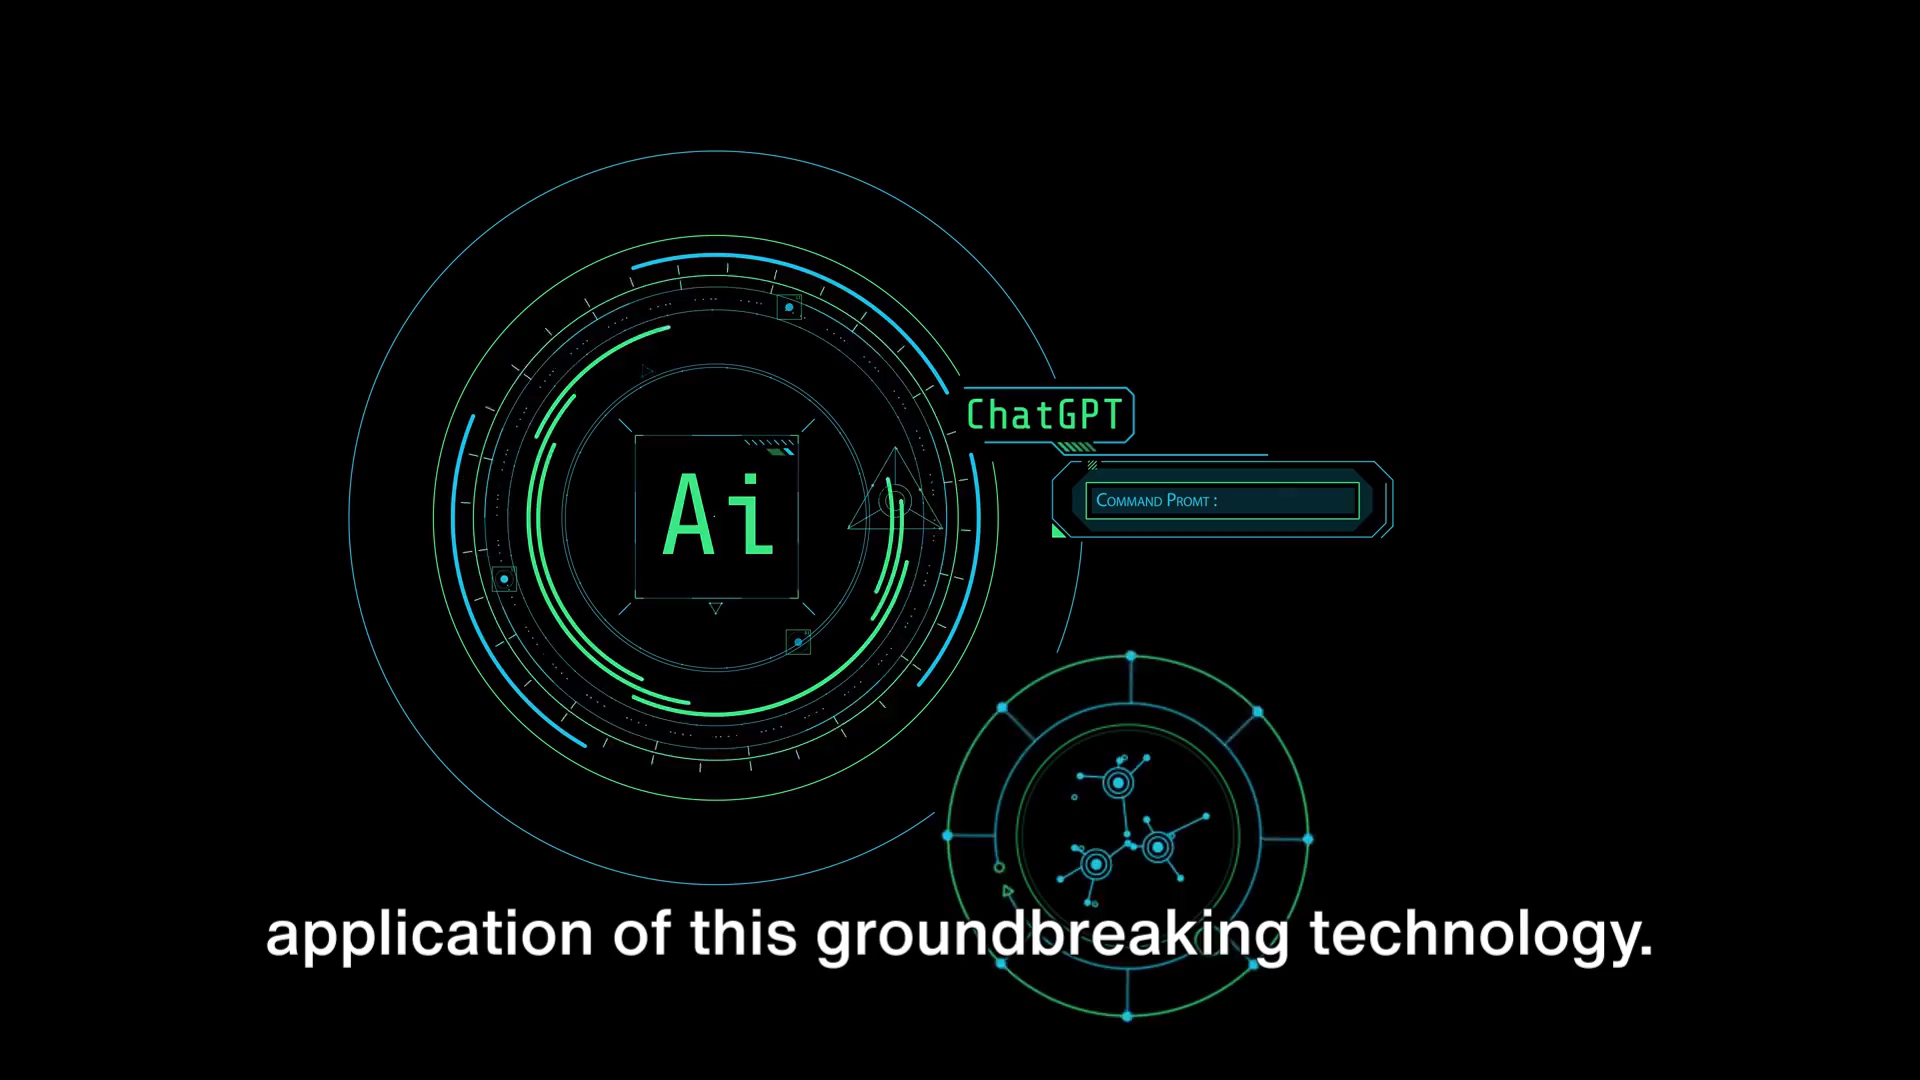 ChatGPT
Command Promt :
Ai
application of this groundbreaking technology.